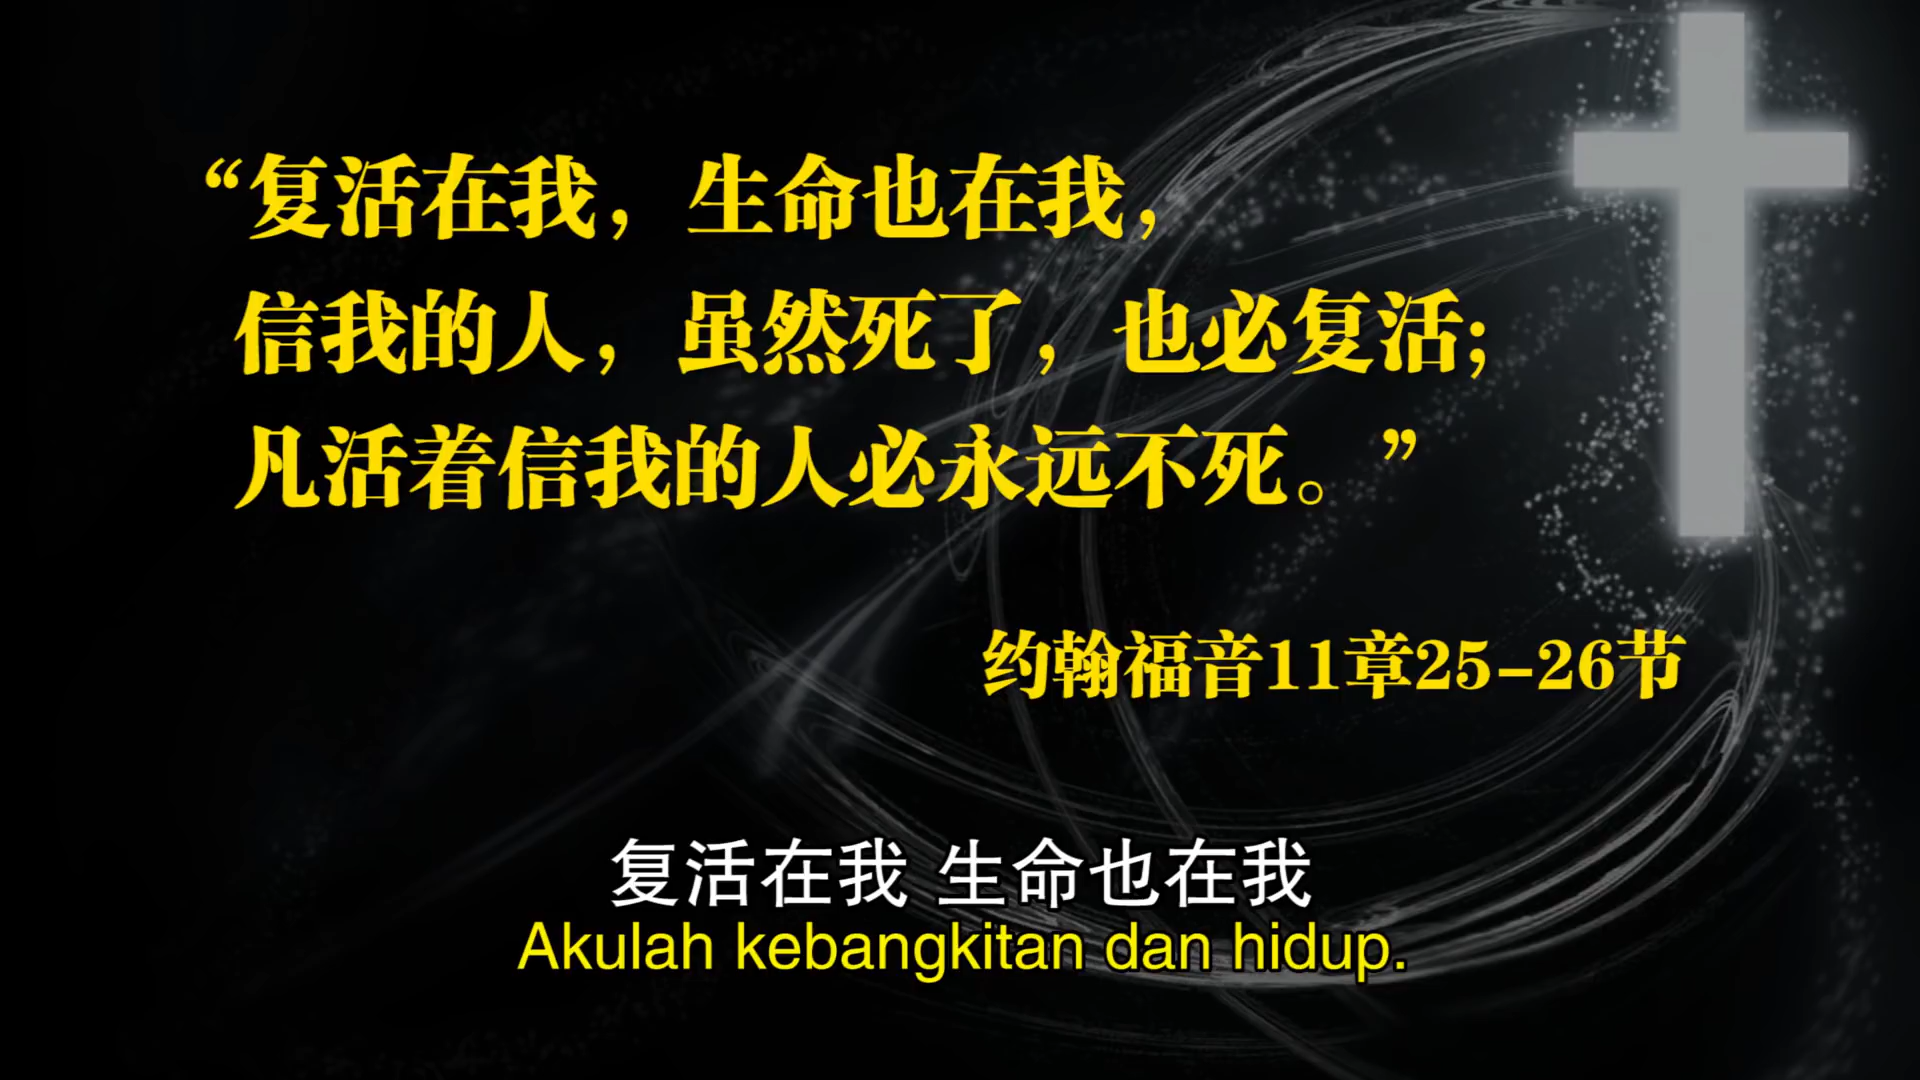 “复活在我，生命也在我，
信我的人，虽然死了，也必复活；
凡活着信我的人必永远不死。”
约翰福音11章25-26节
复活在我 生命也在我
Akulah kebangkitan dan hidup.